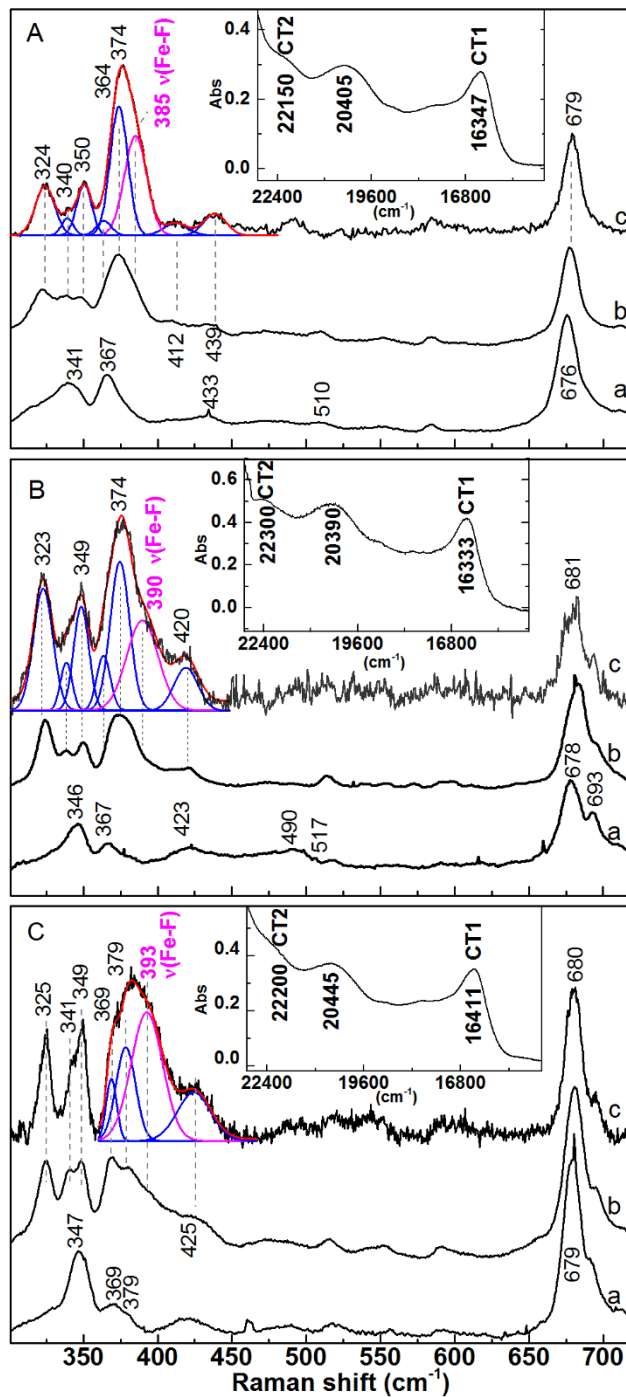 A
324
340
350
364
374
385 ν(Fe-F)
0.4
0.2
0.0
Abs
CT2
22150
20405
CT1
16347
22400 19600 16800
(cm⁻¹)
679
c
b
412
439
341
367
433
510
676
a
B
323
349
374
390 ν(Fe-F)
420
0.6
0.4
0.2
0.0
Abs
CT2
22300
20390
CT1
16333
22400 19600 16800
(cm⁻¹)
681
c
b
678
693
346
367
423
490
517
a
C
325
341
349
369
379
393
ν(Fe-F)
0.4
0.2
0.0
Abs
CT2
22200
20445
CT1
16411
22400 19600 16800
(cm⁻¹)
680
c
b
425
347
369
379
679
a
350 400 450 500 550 600 650 700
Raman shift (cm⁻¹)